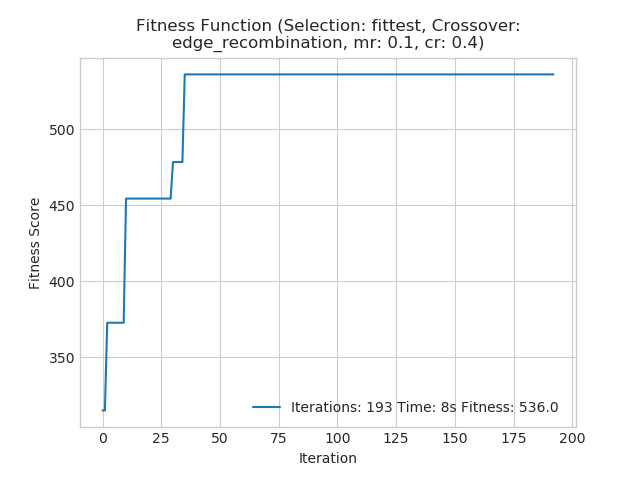 Fitness Function (Selection: fittest, Crossover:
edge_recombination, mr: 0.1, cr: 0.4)
500
450
400
350
Fitness Score
Iterations: 193 Time: 8s Fitness: 536.0
0 25 50 75 100 125 150 175 200
Iteration